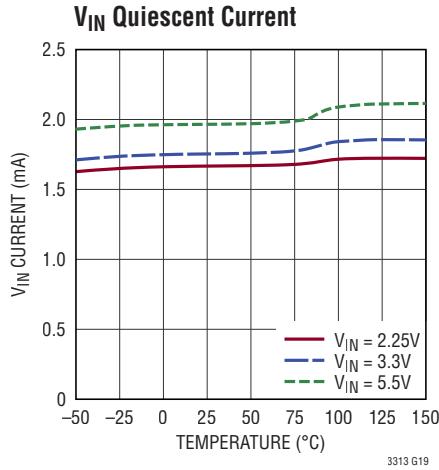 VIN Quiescent Current
2.5
2.0
1.5
1.0
0.5
0
VIN CURRENT (mA)
VIN = 2.25V
VIN = 3.3V
VIN = 5.5V
–50 –25 0 25 50 75 100 125 150
TEMPERATURE (°C)
3313 G19